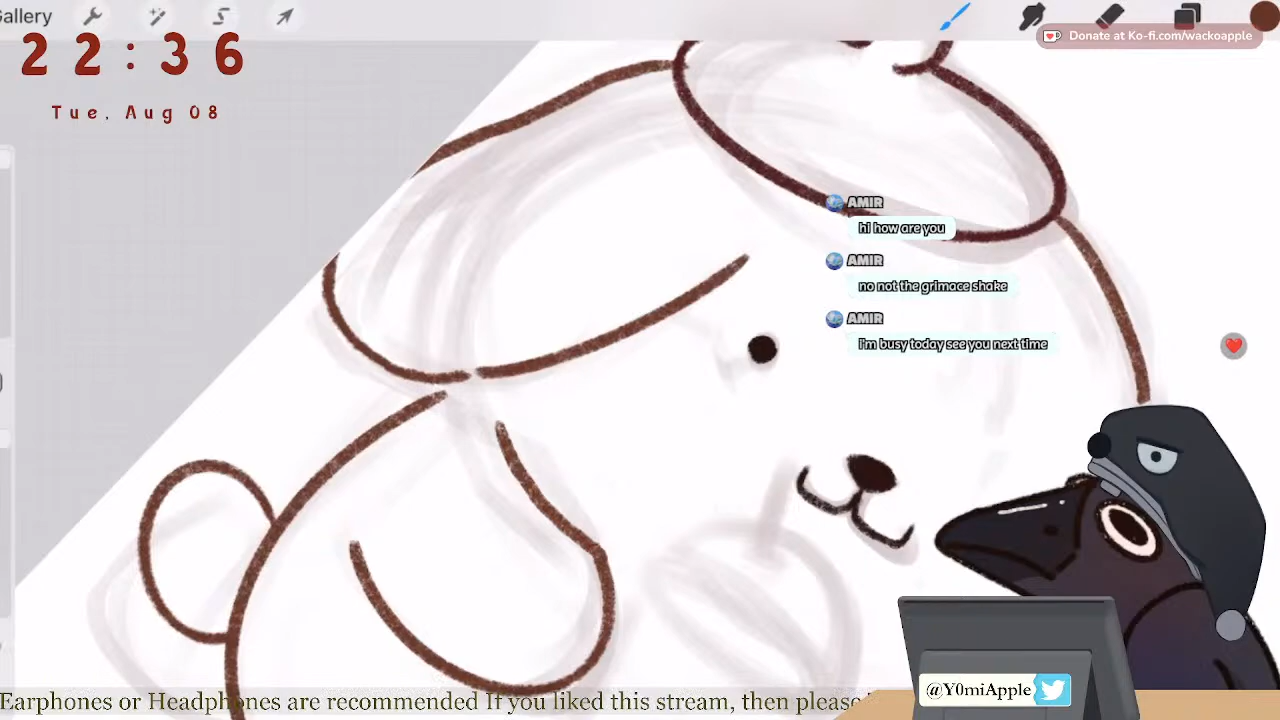 Gallery
Donate at Ko-fi.com/wackoapple
22:36
Tue. Aug 08
AMIR
hi how are you
AMIR
no not the grimace shake
AMIR
i'm busy today see you next time
@Y0miApple
Earphones or Headphones are recommended If you liked this stream, then please